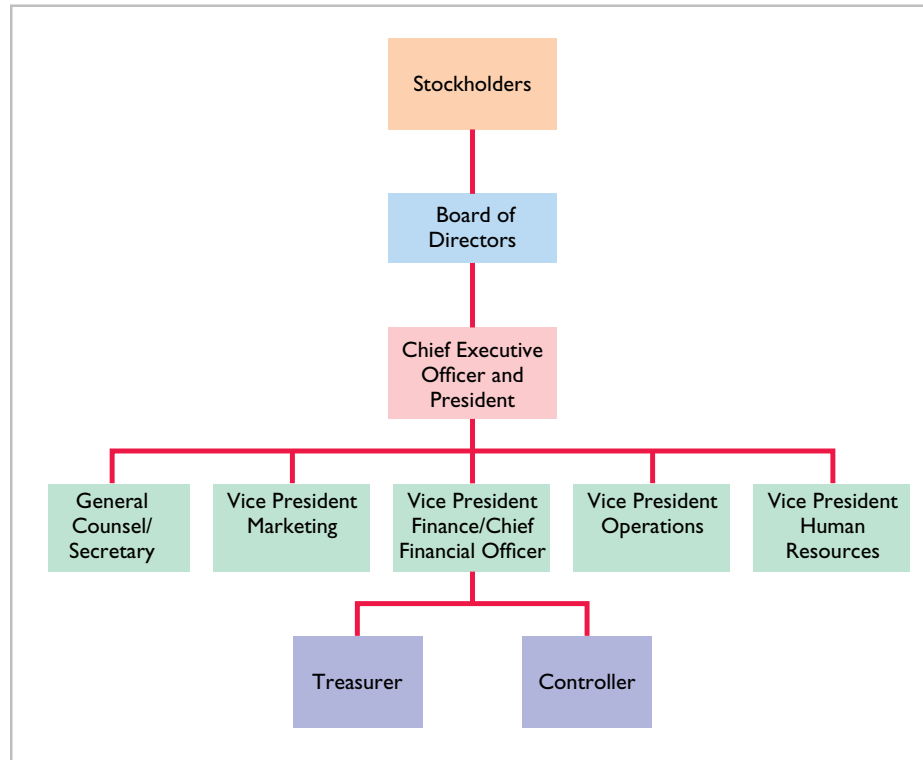 Stockholders
Board of
Directors
Chief Executive
Officer and
President
General
Counsel/
Secretary
Vice President
Marketing
Vice President
Finance/Chief
Financial Officer
Vice President
Operations
Vice President
Human
Resources
Treasurer
Controller